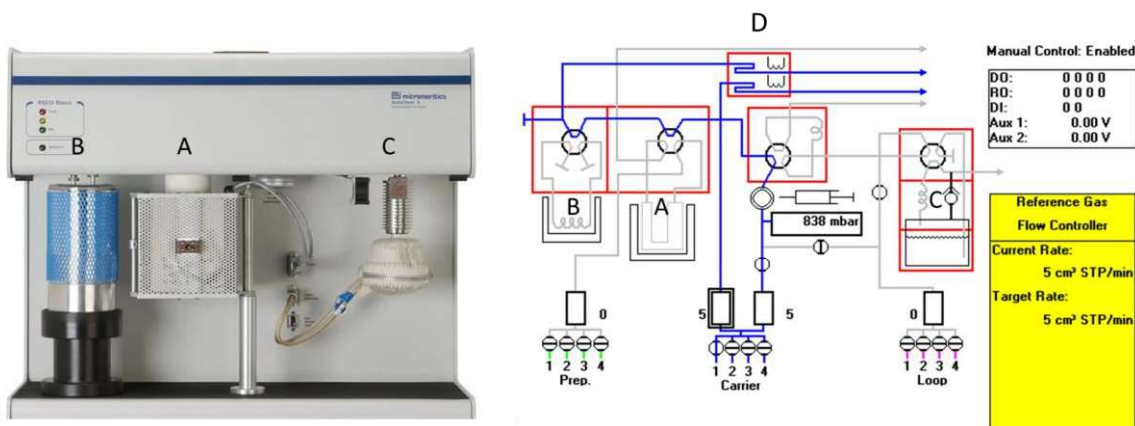 micromeritics
B
A
C
D
Manual Control: Enabled
DO: 0 0 0 0
RO: 0 0 0 0
DI: 0 0
Aux 1: 0.00 V
Aux 2: 0.00 V
B
A
C
838 mbar
Reference Gas
Flow Controller
Current Rate:
5 cm³ STP/min
Target Rate:
5 cm³ STP/min
0
5
5
0
1 2 3 4
Prep.
1 2 3 4
Carrier
1 2 3 4
Loop